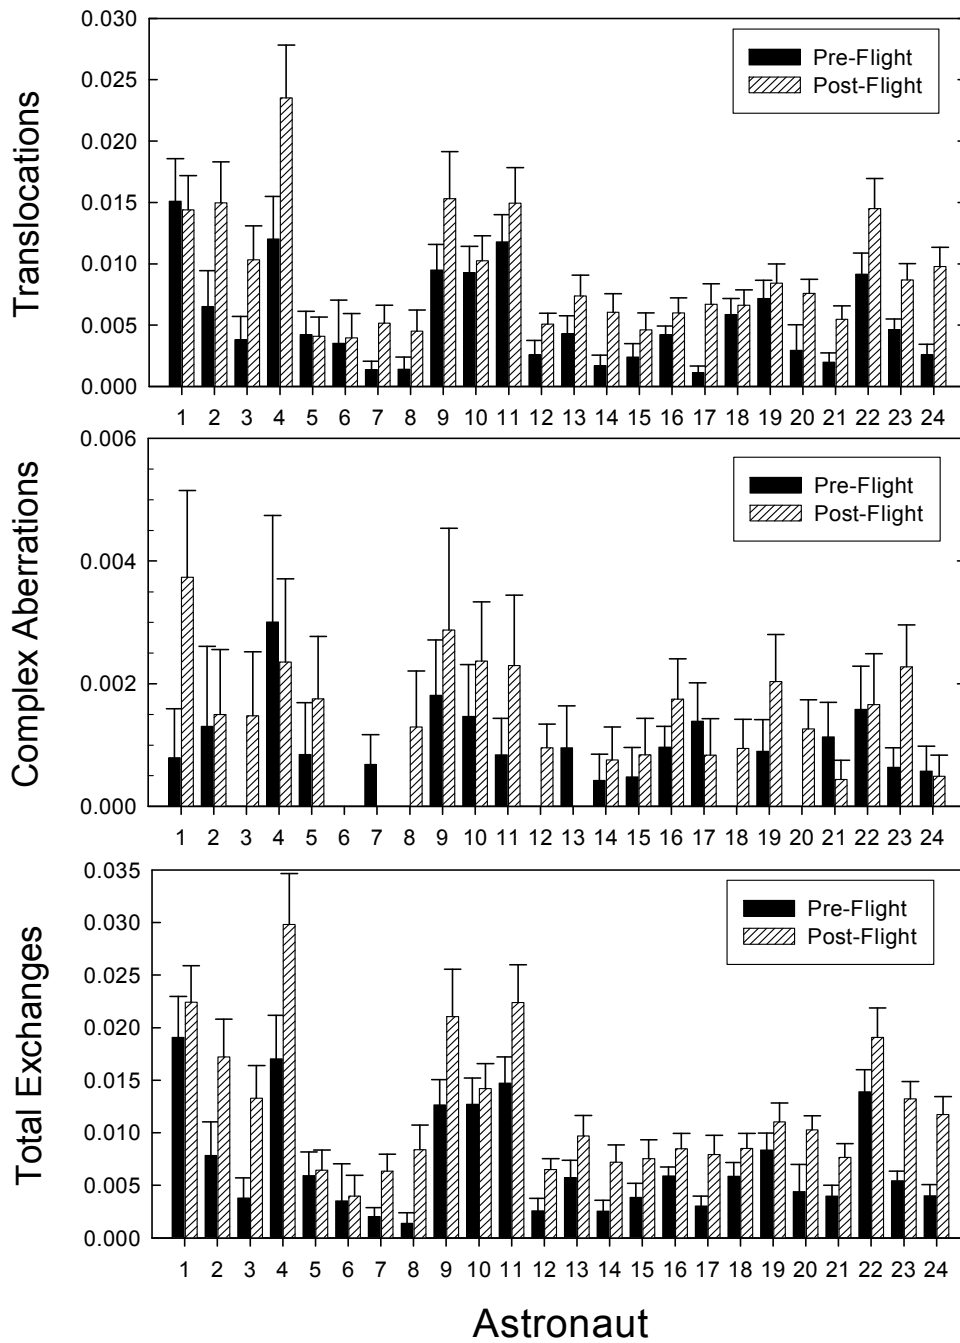 Translocations
0.030
0.025
0.020
0.015
0.010
0.005
0.000
Pre-Flight
Post-Flight
1 2 3 4 5 6 7 8 9 10 11 12 13 14 15 16 17 18 19 20 21 22 23 24
Complex Aberrations
0.006
0.004
0.002
0.000
Pre-Flight
Post-Flight
1 2 3 4 5 6 7 8 9 10 11 12 13 14 15 16 17 18 19 20 21 22 23 24
Total Exchanges
0.035
0.030
0.025
0.020
0.015
0.010
0.005
0.000
Pre-Flight
Post-Flight
1 2 3 4 5 6 7 8 9 10 11 12 13 14 15 16 17 18 19 20 21 22 23 24
Astronaut